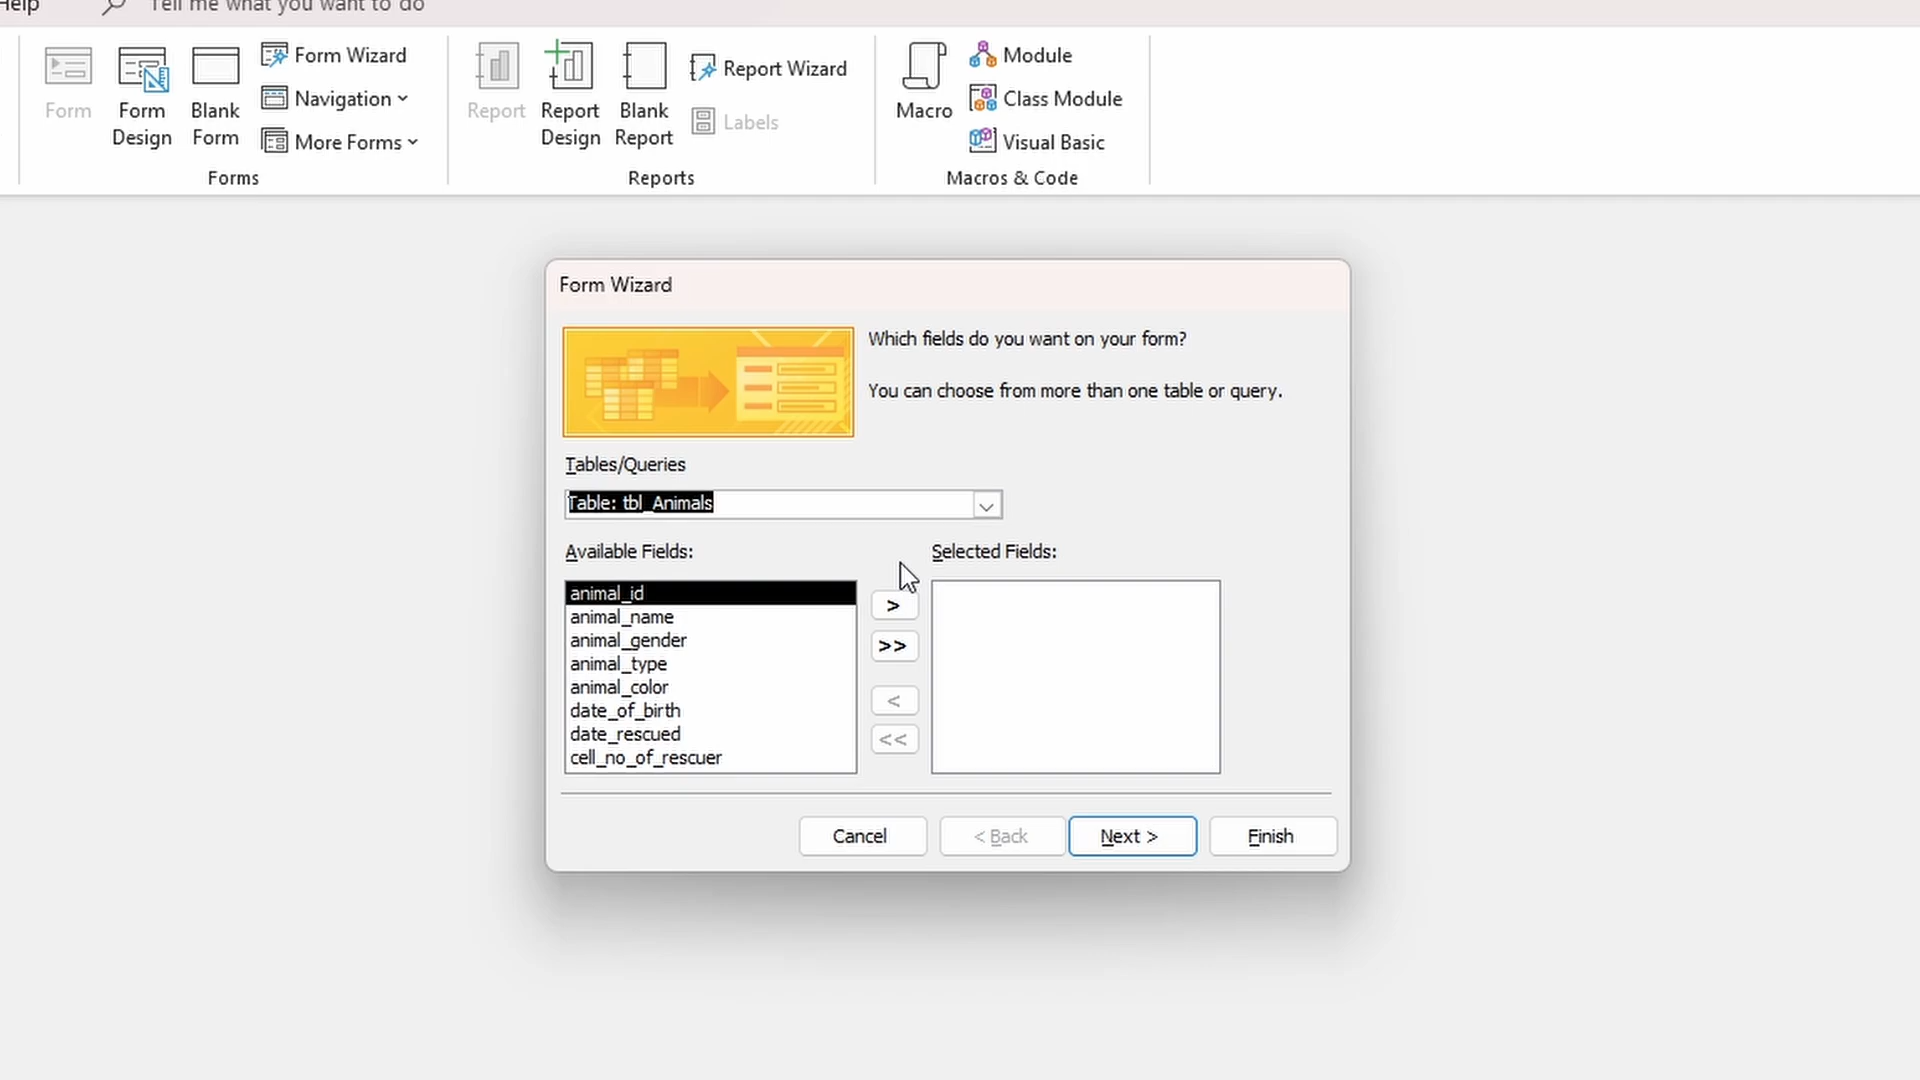 Help
Tell me what you want to do
Form
Form Design
Blank Form
Form Wizard
Navigation
More Forms
Forms
Report
Report Design
Blank Report
Report Wizard
Labels
Reports
Macro
Module
Class Module
Visual Basic
Macros & Code
Form Wizard
Which fields do you want on your form?
You can choose from more than one table or query.
Tables/Queries
Table: tbl_Animals
Available Fields:
Selected Fields:
animal_id
animal_name
animal_gender
animal_type
animal_color
date_of_birth
date_rescued
cell_no_of_rescuer
>
>>
<
<<
Cancel
< Back
Next >
Finish